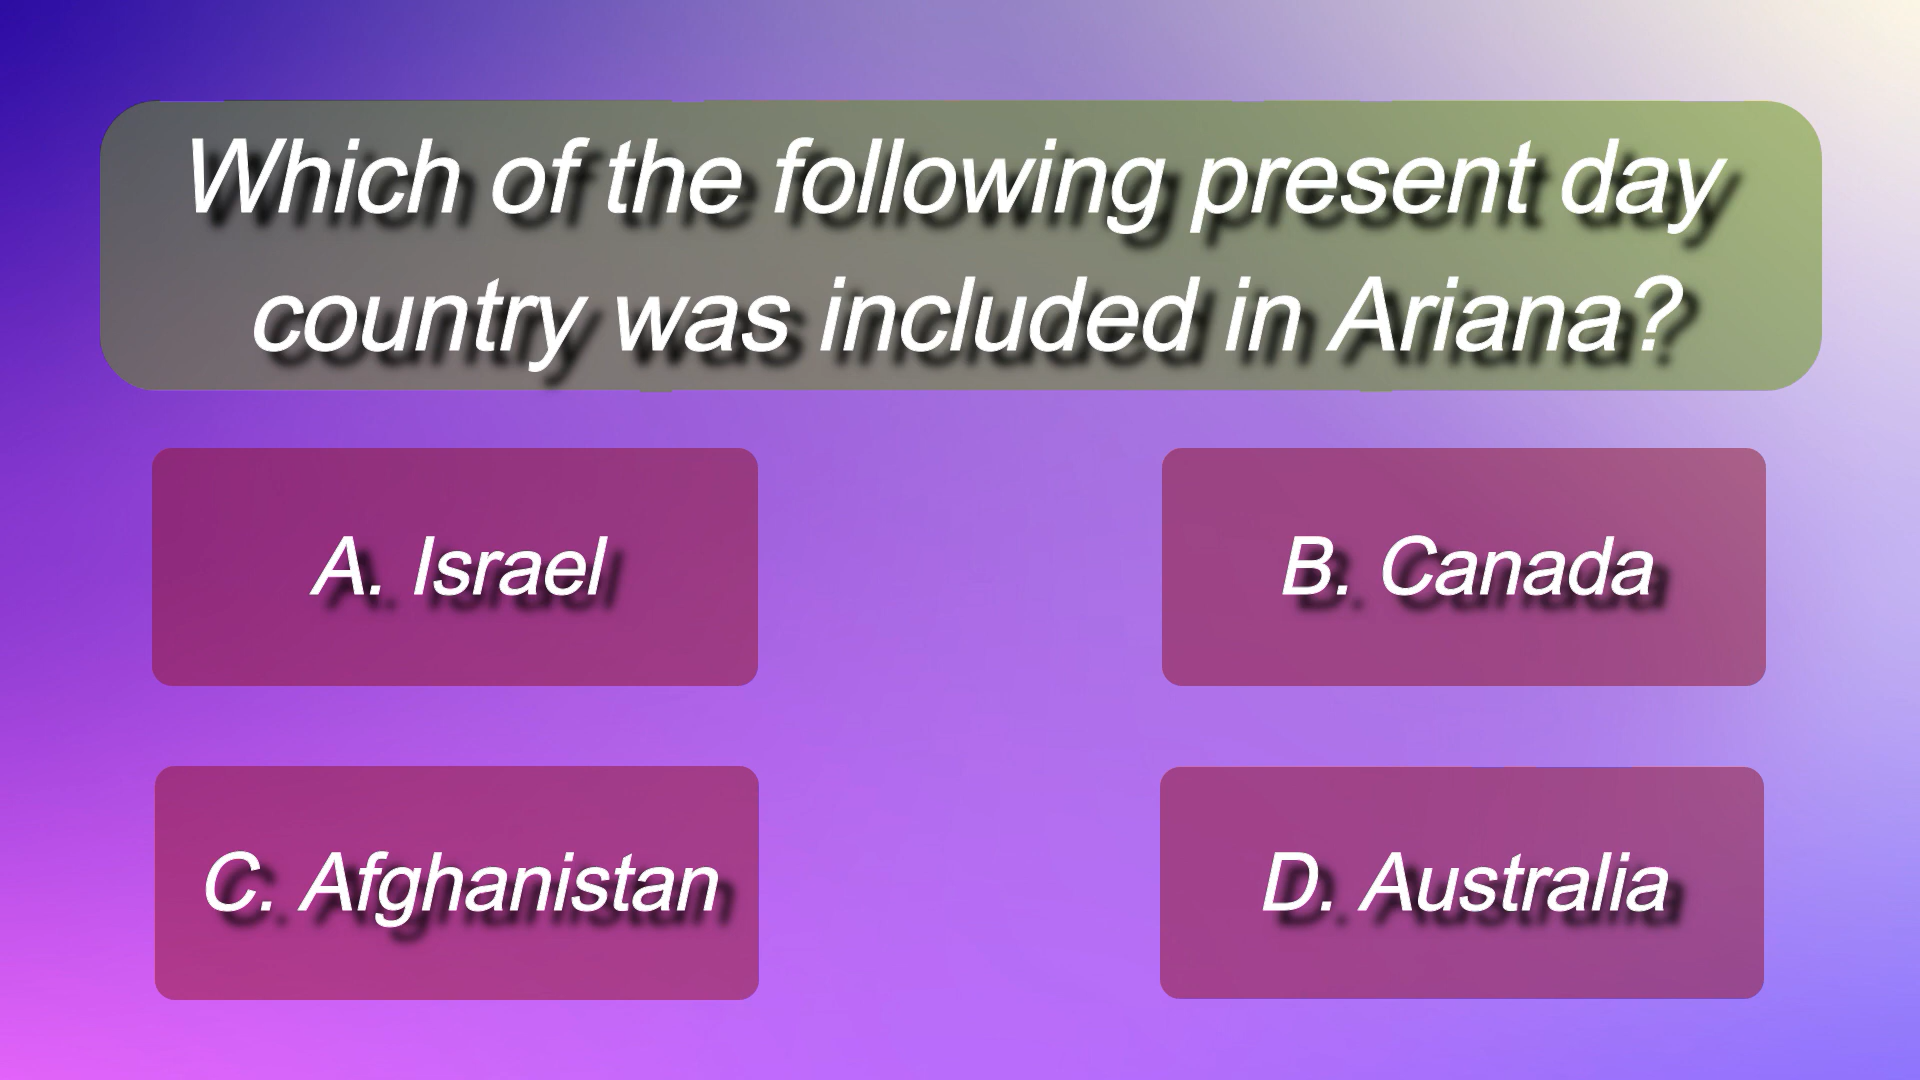 Which of the following present day
country was included in Ariana?
A. Israel
B. Canada
C. Afghanistan
D. Australia